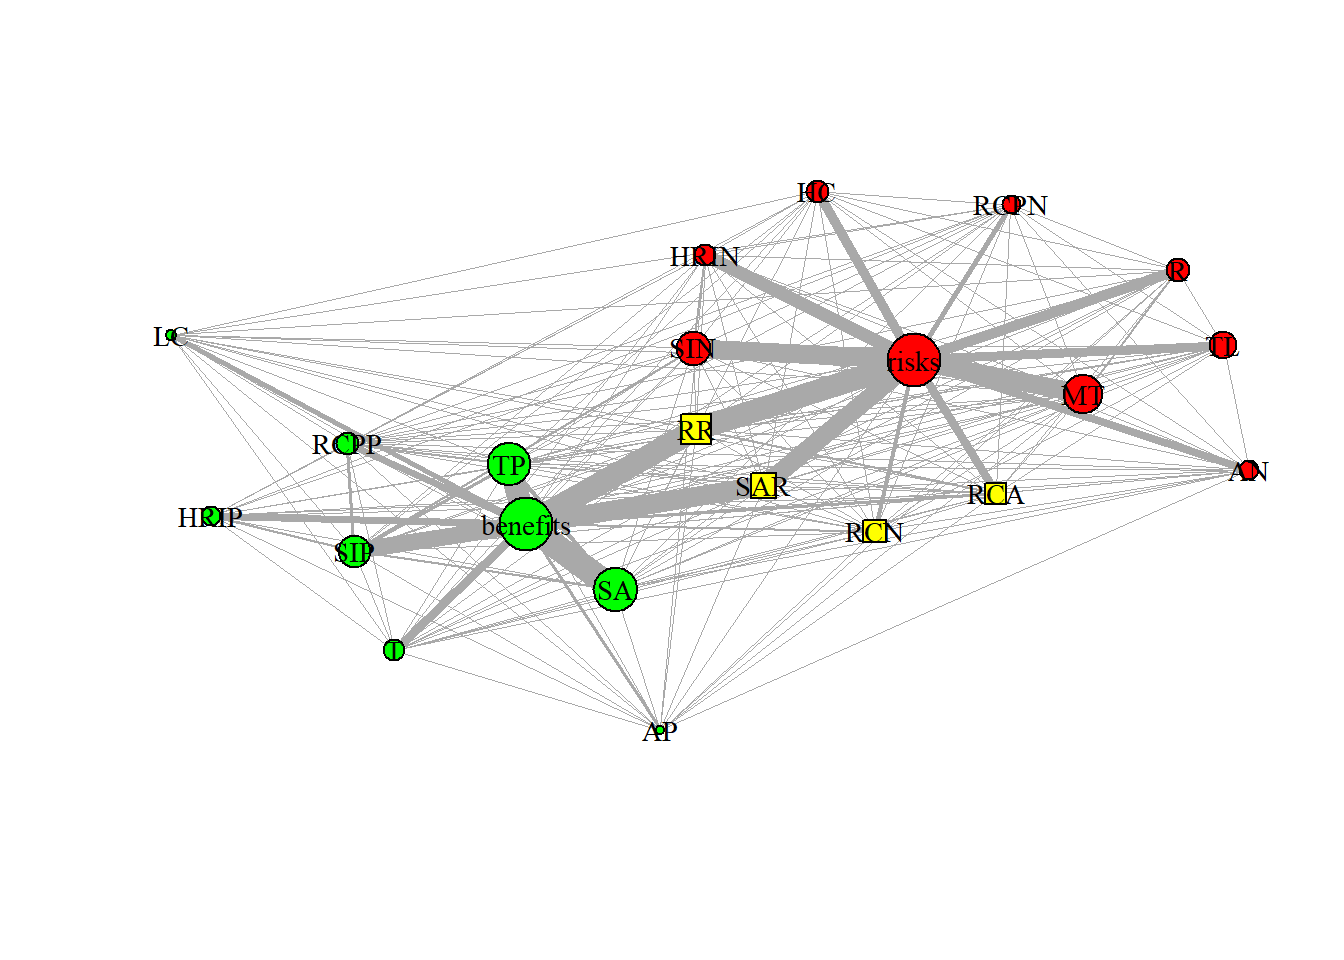 HC
RCPN
HRIN
R
LC
SIN
TL
risks
MT
RR
RCPP
TP
AN
SAR
RCA
HRIP
benefits
RCN
SIP
SA
I
AP